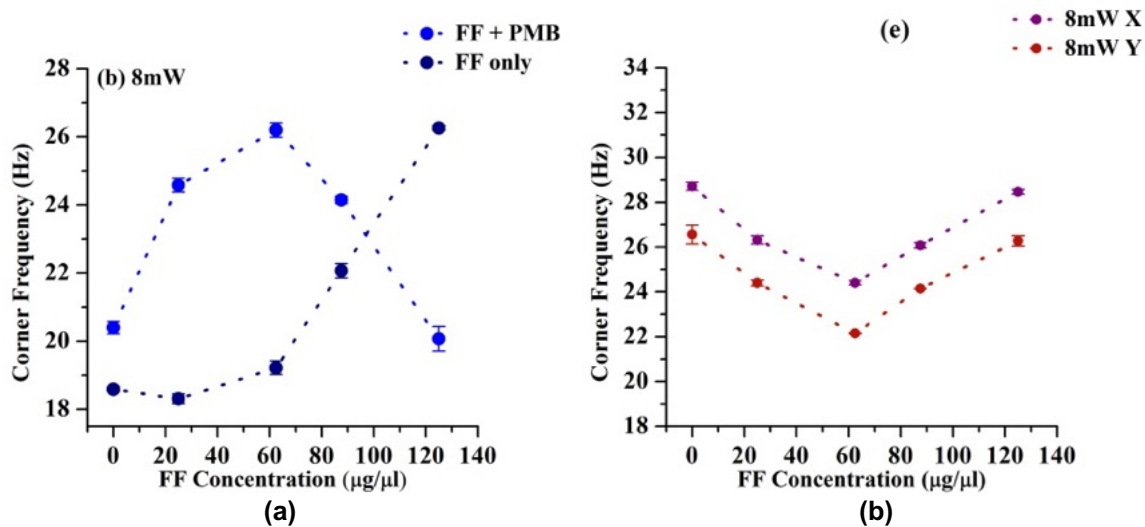 FF + PMB
FF only
(b) 8mW
28
26
24
22
20
18
Corner Frequency (Hz)
0 20 40 60 80 100 120 140
FF Concentration (μg/μl)
(a)
8mW X
8mW Y
(e)
34
32
30
28
26
24
22
20
18
Corner Frequency (Hz)
0 20 40 60 80 100 120 140
FF Concentration (μg/μl)
(b)